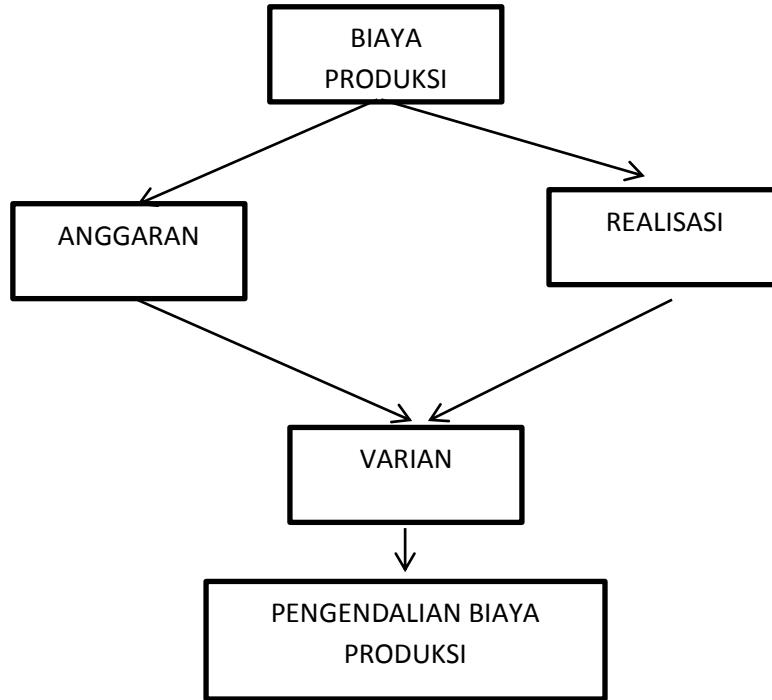 BIAYA
PRODUKSI
ANGGARAN
REALISASI
VARIAN
PENGENDALIAN BIAYA
PRODUKSI